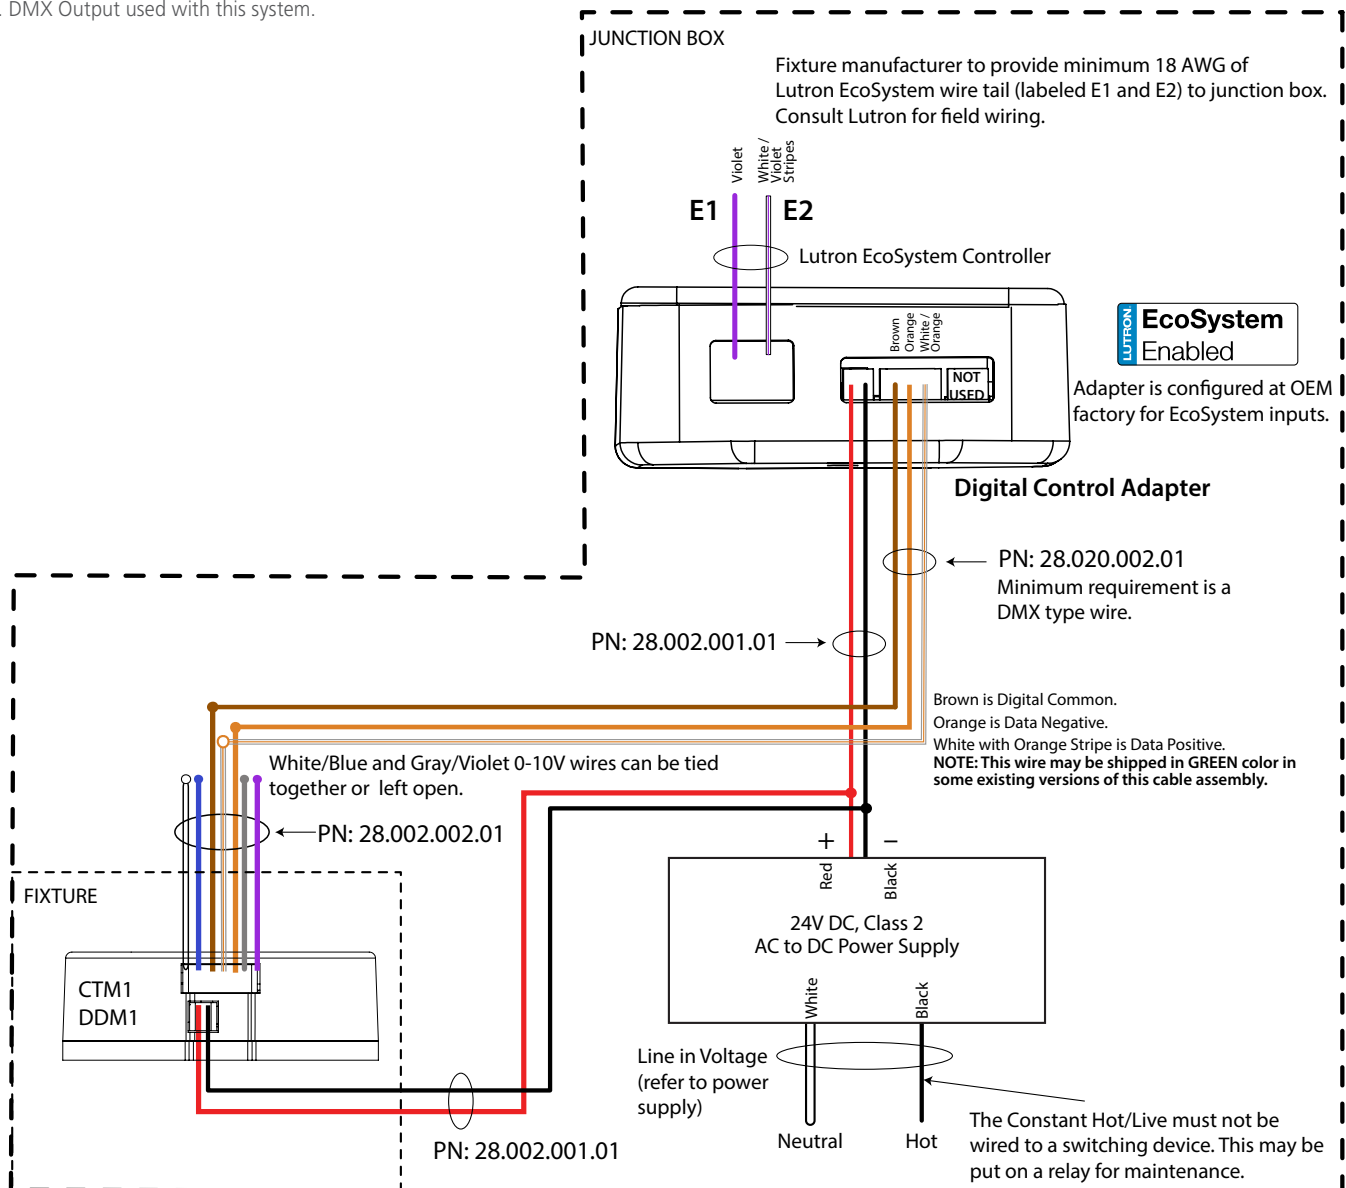 . DMX Output used with this system.
JUNCTION BOX
Fixture manufacturer to provide minimum 18 AWG of
Lutron EcoSystem wire tail (labeled E1 and E2) to junction box.
Consult Lutron for field wiring.
Violet
White /
Violet
Stripes
E1
E2
Lutron EcoSystem Controller
Brown
Orange
White /
Orange
NOT
USED
LUTRON.
EcoSystem
Enabled
Adapter is configured at OEM
factory for EcoSystem inputs.
Digital Control Adapter
PN: 28.020.002.01
Minimum requirement is a
DMX type wire.
PN: 28.002.001.01
Brown is Digital Common.
Orange is Data Negative.
White with Orange Stripe is Data Positive.
NOTE: This wire may be shipped in GREEN color in
some existing versions of this cable assembly.
White/Blue and Gray/Violet 0-10V wires can be tied
together or left open.
PN: 28.002.002.01
+
–
Red
Black
24V DC, Class 2
AC to DC Power Supply
White
Black
FIXTURE
CTM1
DDM1
Line in Voltage
(refer to power
supply)
Neutral
Hot
The Constant Hot/Live must not be
wired to a switching device. This may be
put on a relay for maintenance.
PN: 28.002.001.01